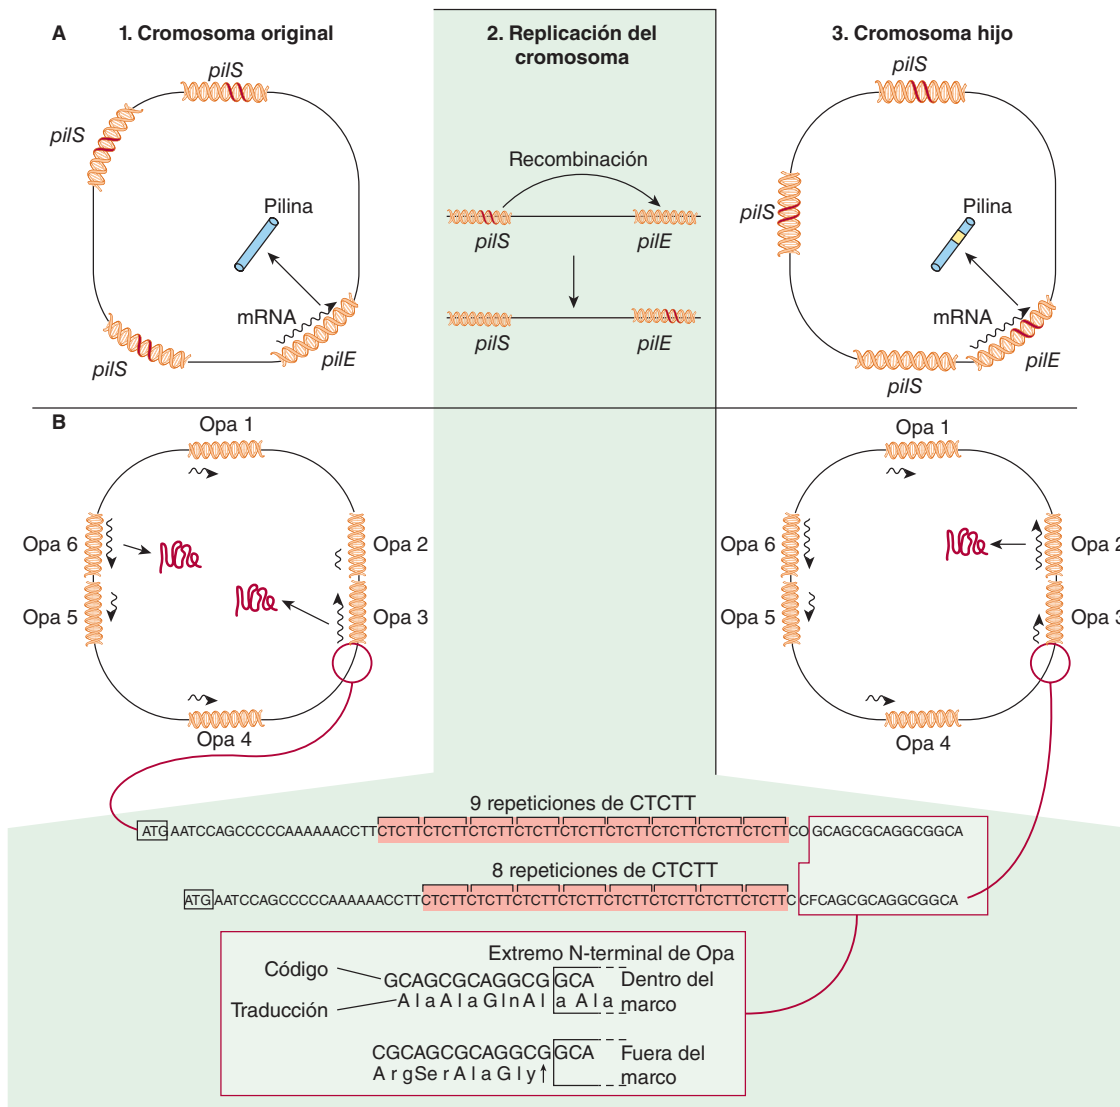 A
1. Cromosoma original
2. Replicación del
cromosoma
3. Cromosoma hijo
pilS
pilS
Pilina
mRNA
pilS
pilE
Recombinación
pilS
pilE
pilS
pilE
pilS
pilS
Pilina
mRNA
pilS
pilE
B
Opa 1
Opa 6
Opa 2
Opa 5
Opa 3
Opa 4
Opa 1
Opa 6
Opa 2
Opa 5
Opa 3
Opa 4
9 repeticiones de CTCTT
ATG AATCCAGCCCCCAAAAAACCTTCTCTTCTCTTCTCTTCTCTTCTCTTCTCTTCTCTTCTCTTCTCTTCO GCAGCGCAGGCGGCA
8 repeticiones de CTCTT
ATG AATCCAGCCCCCAAAAAACCTTCTCTTCTCTTCTCTTCTCTTCTCTTCTCTTCTCTTCTCTTC CFCAGCGCAGGCGGCA
Extremo N-terminal de Opa
Código
GCAGCGCAGGCG GCA
Dentro del
marco
Traducción
AlaAlaGlnAl a Ala
CGCAGCGCAGGCG GCA
Fuera del
marco
ArgSerAlaGly